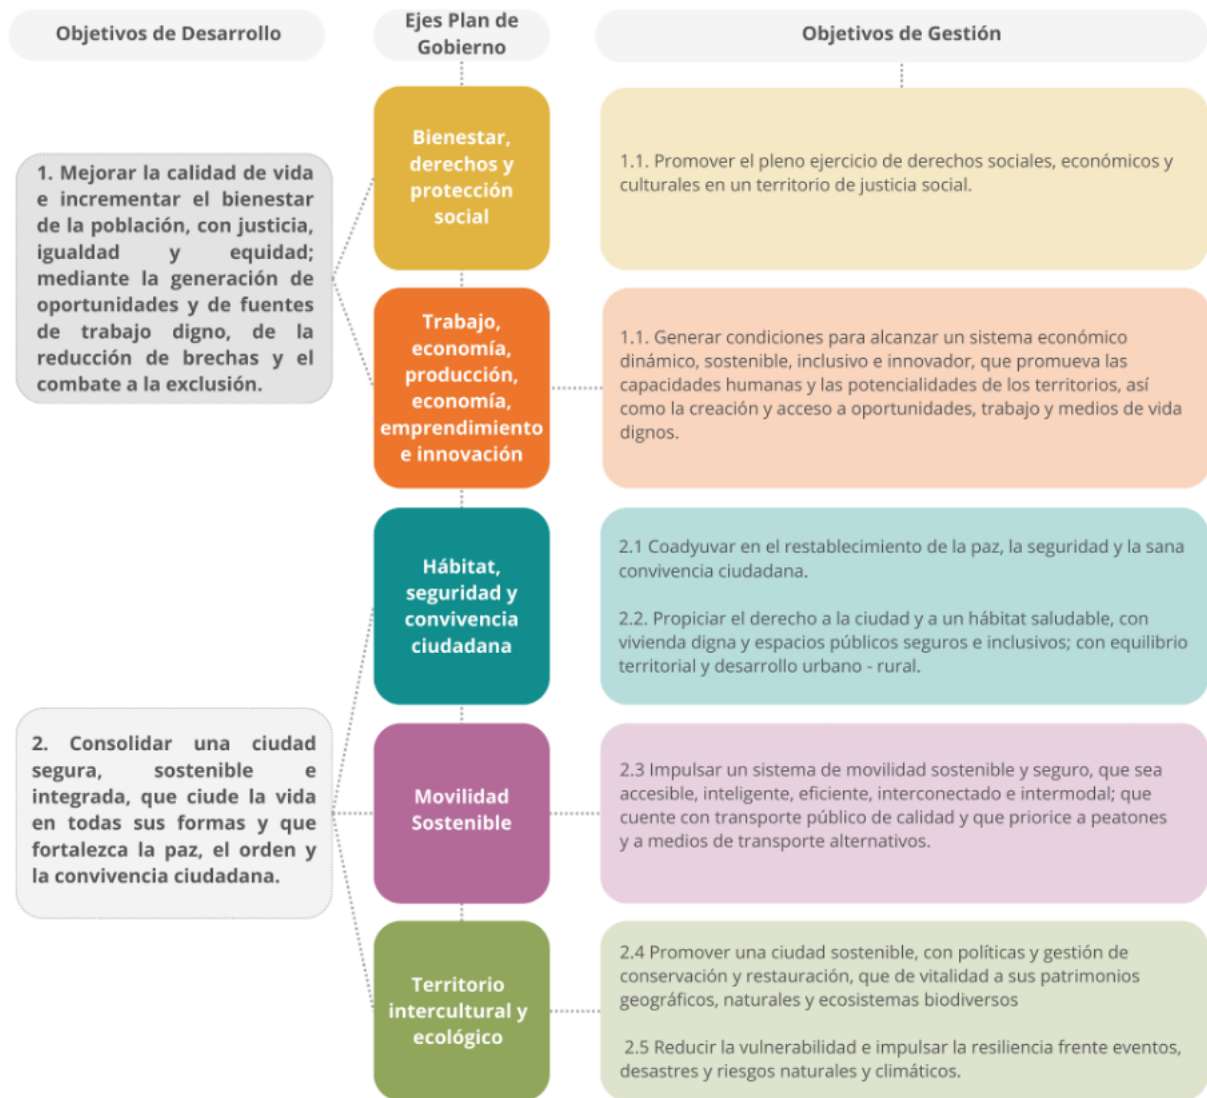 Objetivos de Desarrollo
Ejes Plan de
Gobierno
Objetivos de Gestión
1. Mejorar la calidad de vida
e incrementar el bienestar
de la población, con justicia,
igualdad y equidad;
mediante la generación de
oportunidades y de fuentes
de trabajo digno, de la
reducción de brechas y el
combate a la exclusión.
Bienestar,
derechos y
protección
social
1.1. Promover el pleno ejercicio de derechos sociales, económicos y
culturales en un territorio de justicia social.
Trabajo,
economía,
producción,
economía,
emprendimiento
e innovación
1.1. Generar condiciones para alcanzar un sistema económico
dinámico, sostenible, inclusivo e innovador, que promueva las
capacidades humanas y las potencialidades de los territorios, así
como la creación y acceso a oportunidades, trabajo y medios de vida
dignos.
2. Consolidar una ciudad
segura, sostenible e
integrada, que ciude la vida
en todas sus formas y que
fortalezca la paz, el orden y
la convivencia ciudadana.
Hábitat,
seguridad y
convivencia
ciudadana
2.1 Coadyuvar en el restablecimiento de la paz, la seguridad y la sana
convivencia ciudadana.
2.2. Propiciar el derecho a la ciudad y a un hábitat saludable, con
vivienda digna y espacios públicos seguros e inclusivos; con equilibrio
territorial y desarrollo urbano - rural.
Movilidad
Sostenible
2.3 Impulsar un sistema de movilidad sostenible y seguro, que sea
accesible, inteligente, eficiente, interconectado e intermodal; que
cuente con transporte público de calidad y que priorice a peatones
y a medios de transporte alternativos.
Territorio
intercultural y
ecológico
2.4 Promover una ciudad sostenible, con políticas y gestión de
conservación y restauración, que de vitalidad a sus patrimonios
geográficos, naturales y ecosistemas biodiversos
2.5 Reducir la vulnerabilidad e impulsar la resiliencia frente eventos,
desastres y riesgos naturales y climáticos.